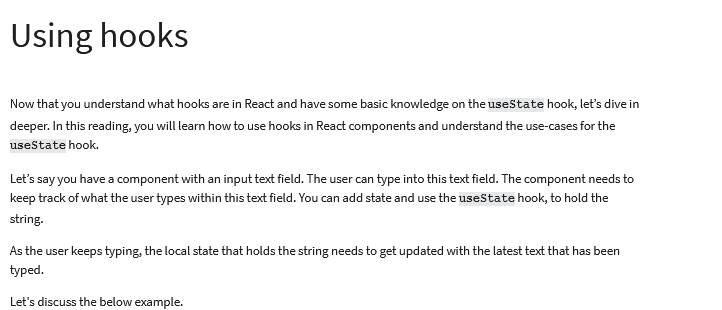 Using hooks
Now that you understand what hooks are in React and have some basic knowledge on the useState hook, let’s dive in
deeper. In this reading, you will learn how to use hooks in React components and understand the use-cases for the
useState hook.
Let’s say you have a component with an input text field. The user can type into this text field. The component needs to
keep track of what the user types within this text field. You can add state and use the useState hook, to hold the
string.
As the user keeps typing, the local state that holds the string needs to get updated with the latest text that has been
typed.
Let’s discuss the below example.